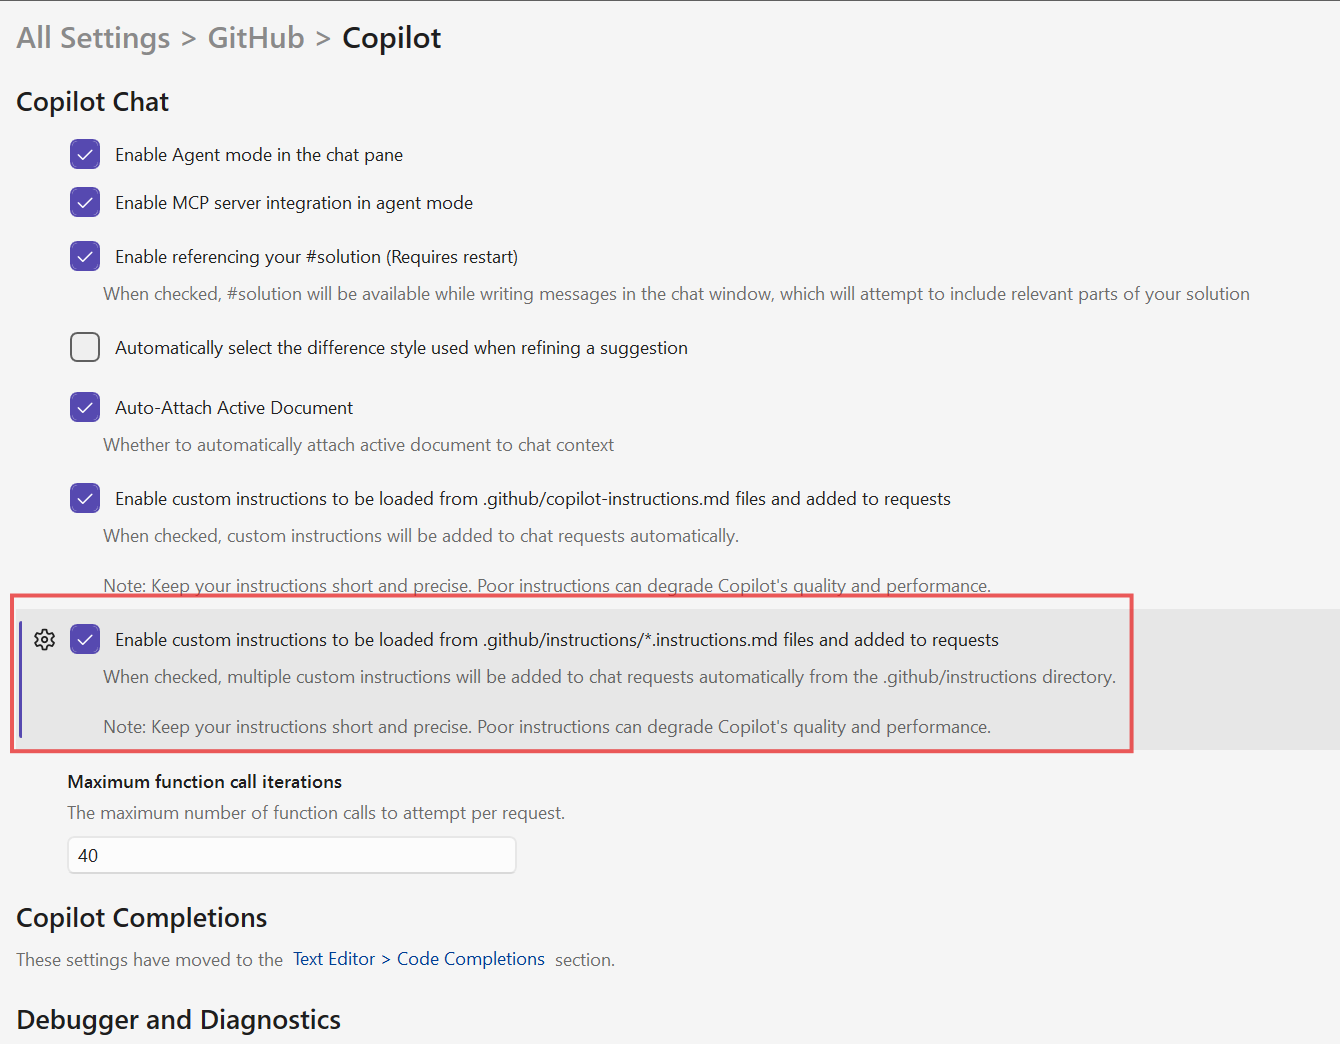 All Settings > GitHub > Copilot
Copilot Chat
Enable Agent mode in the chat pane
Enable MCP server integration in agent mode
Enable referencing your #solution (Requires restart)
When checked, #solution will be available while writing messages in the chat window, which will attempt to include relevant parts of your solution
Automatically select the difference style used when refining a suggestion
Auto-Attach Active Document
Whether to automatically attach active document to chat context
Enable custom instructions to be loaded from .github/copilot-instructions.md files and added to requests
When checked, custom instructions will be added to chat requests automatically.
Note: Keep your instructions short and precise. Poor instructions can degrade Copilot's quality and performance.
Enable custom instructions to be loaded from .github/instructions/*.instructions.md files and added to requests
When checked, multiple custom instructions will be added to chat requests automatically from the .github/instructions directory.
Note: Keep your instructions short and precise. Poor instructions can degrade Copilot's quality and performance.
Maximum function call iterations
The maximum number of function calls to attempt per request.
40
Copilot Completions
These settings have moved to the Text Editor > Code Completions section.
Debugger and Diagnostics